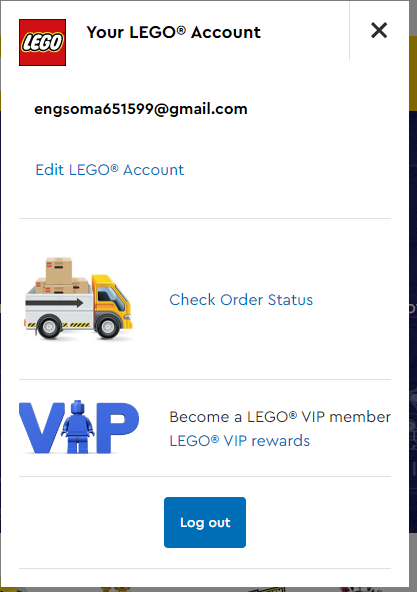 LEGO
Your LEGO® Account
engsoma651599@gmail.com
Edit LEGO® Account
Check Order Status
VIP
Become a LEGO® VIP member
LEGO® VIP rewards
Log out